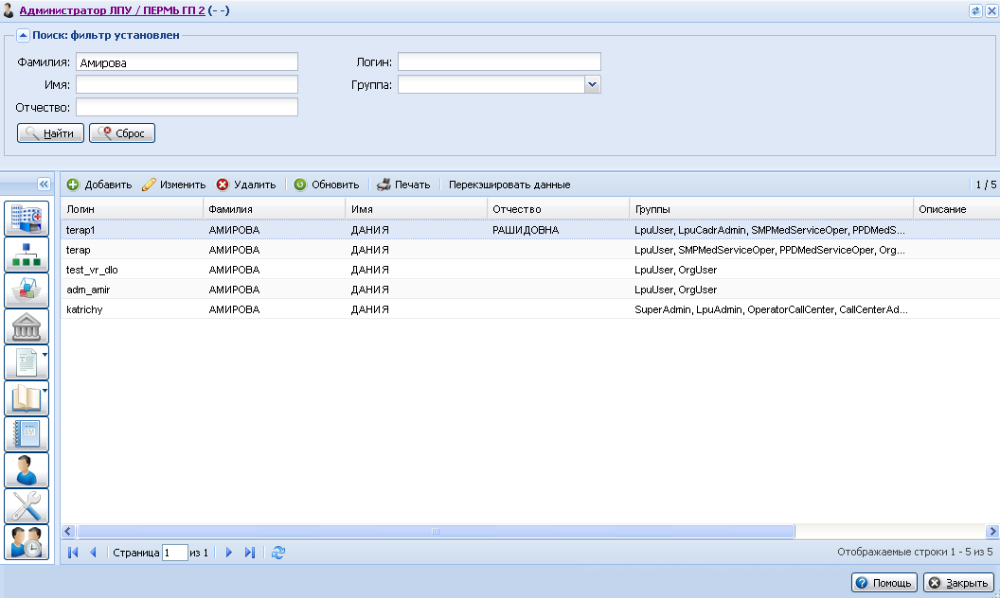 Администратор ЛПУ / ПЕРМЬ ГП 2 (- -)
Поиск: фильтр установлен
Фамилия: Амирова Логин:
Имя: Группа:
Отчество:
Найти Сброс
Добавить Изменить Удалить Обновить Печать Перекэшировать данные 1 / 5
Логин Фамилия Имя Отчество Группы Описание
terap1 АМИРОВА ДАНИЯ РАШИДОВНА LpuUser, LpuCadrAdmin, SMPMedServiceOper, PPDMedS...
terap АМИРОВА ДАНИЯ LpuUser, SMPMedServiceOper, PPDMedServiceOper, Org...
test_vr_dlo АМИРОВА ДАНИЯ LpuUser, OrgUser
adm_amir АМИРОВА ДАНИЯ LpuUser, OrgUser
katrichy АМИРОВА ДАНИЯ SuperAdmin, LpuAdmin, OperatorCallCenter, CallCenterAd...
Страница 1 из 1 Отображаемые строки 1 - 5 из 5
Помощь Закрыть